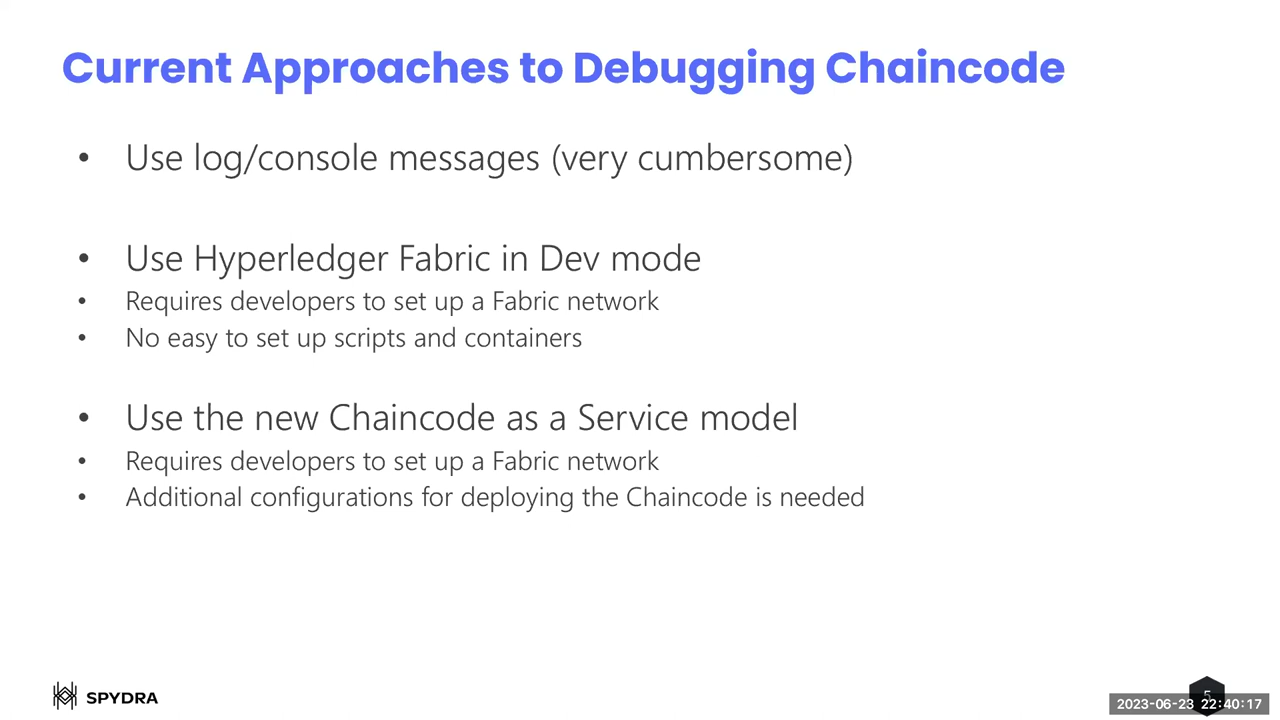 Current Approaches to Debugging Chaincode
• Use log/console messages (very cumbersome)
• Use Hyperledger Fabric in Dev mode
• Requires developers to set up a Fabric network
• No easy to set up scripts and containers
• Use the new Chaincode as a Service model
• Requires developers to set up a Fabric network
• Additional configurations for deploying the Chaincode is needed
SPYDRA
5
2023-06-23 22:40:17